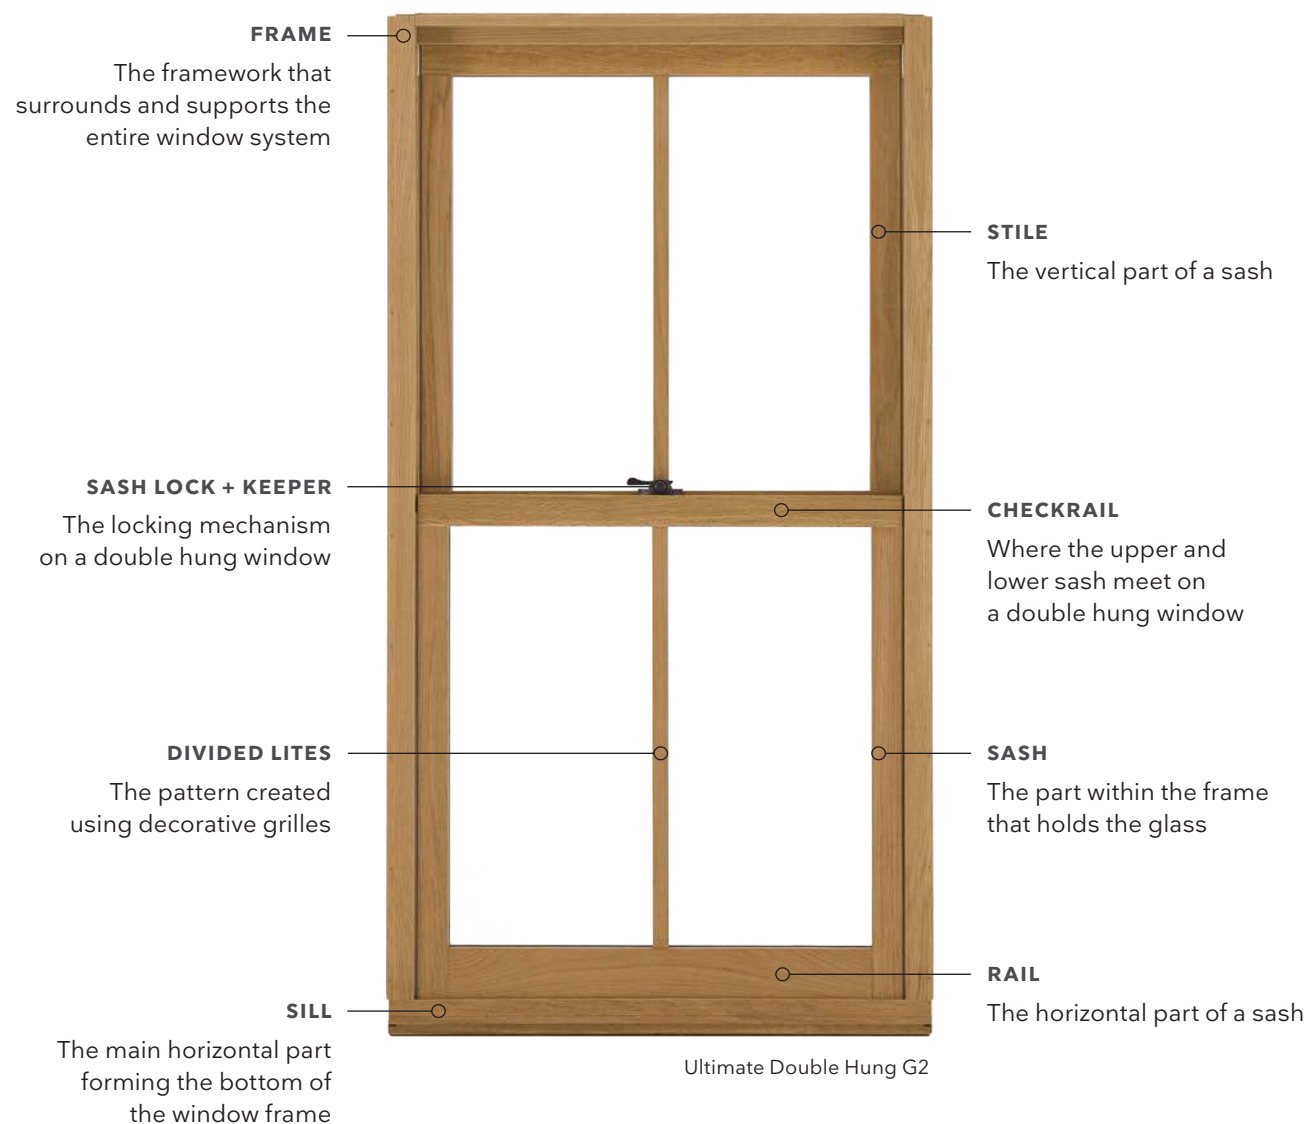 FRAME
The framework that
surrounds and supports the
entire window system
STILE
The vertical part of a sash
SASH LOCK + KEEPER
The locking mechanism
on a double hung window
CHECKRAIL
Where the upper and
lower sash meet on
a double hung window
DIVIDED LITES
The pattern created
using decorative grilles
SASH
The part within the frame
that holds the glass
RAIL
The horizontal part of a sash
SILL
The main horizontal part
forming the bottom of
the window frame
Ultimate Double Hung G2